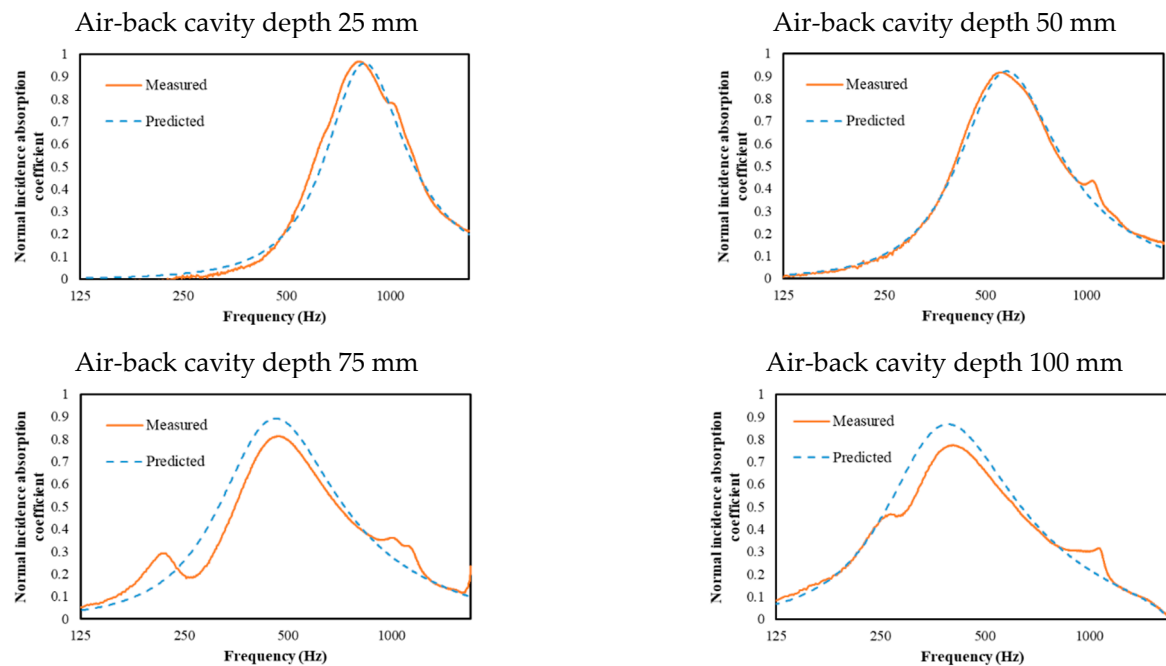 Air-back cavity depth 25 mm
Normal incidence absorption
coefficient
1
0.9
0.8
0.7
0.6
0.5
0.4
0.3
0.2
0.1
0
Measured
Predicted
125 250 500 1000
Frequency (Hz)
Air-back cavity depth 50 mm
Normal incidence absorption
coefficient
1
0.9
0.8
0.7
0.6
0.5
0.4
0.3
0.2
0.1
0
Measured
Predicted
125 250 500 1000
Frequency (Hz)
Air-back cavity depth 75 mm
Normal incidence absorption
coefficient
1
0.9
0.8
0.7
0.6
0.5
0.4
0.3
0.2
0.1
0
Measured
Predicted
125 250 500 1000
Frequency (Hz)
Air-back cavity depth 100 mm
Normal incidence absorption
coefficient
1
0.9
0.8
0.7
0.6
0.5
0.4
0.3
0.2
0.1
0
Measured
Predicted
125 250 500 1000
Frequency (Hz)